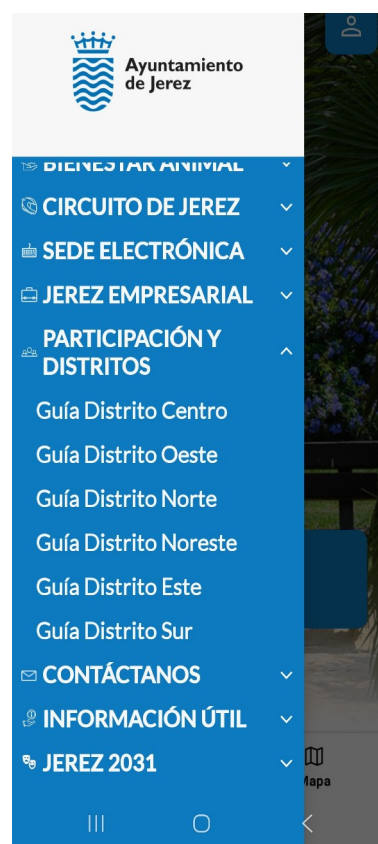 Ayuntamiento
de Jerez
BIENESTAR ANIMAL
CIRCUITO DE JEREZ
SEDE ELECTRÓNICA
JEREZ EMPRESARIAL
PARTICIPACIÓN Y
DISTRITOS
Guía Distrito Centro
Guía Distrito Oeste
Guía Distrito Norte
Guía Distrito Noreste
Guía Distrito Este
Guía Distrito Sur
CONTÁCTANOS
INFORMACIÓN ÚTIL
JEREZ 2031
Mapa